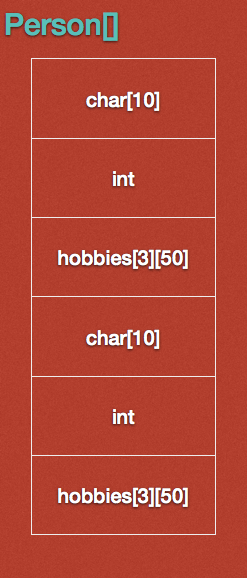 Person[]
char[10]
int
hobbies[3][50]
char[10]
int
hobbies[3][50]